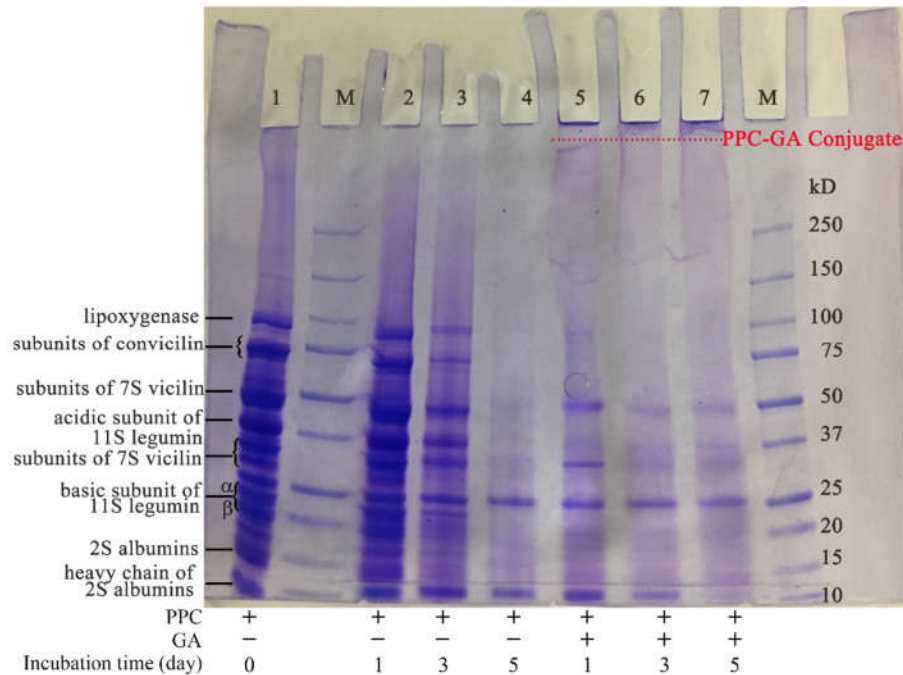 1 M 2 3 4 5 6 7 M
PPC-GA Conjugate
kD
250
150
lipoxygenase 100
subunits of convicilin { 75
subunits of 7S vicilin 50
acidic subunit of
11S legumin 37
subunits of 7S vicilin {
basic subunit of α 25
11S legumin β
20
2S albumins 15
heavy chain of
2S albumins 10
PPC + + + + + + +
GA − − − − + + +
Incubation time (day) 0 1 3 5 1 3 5